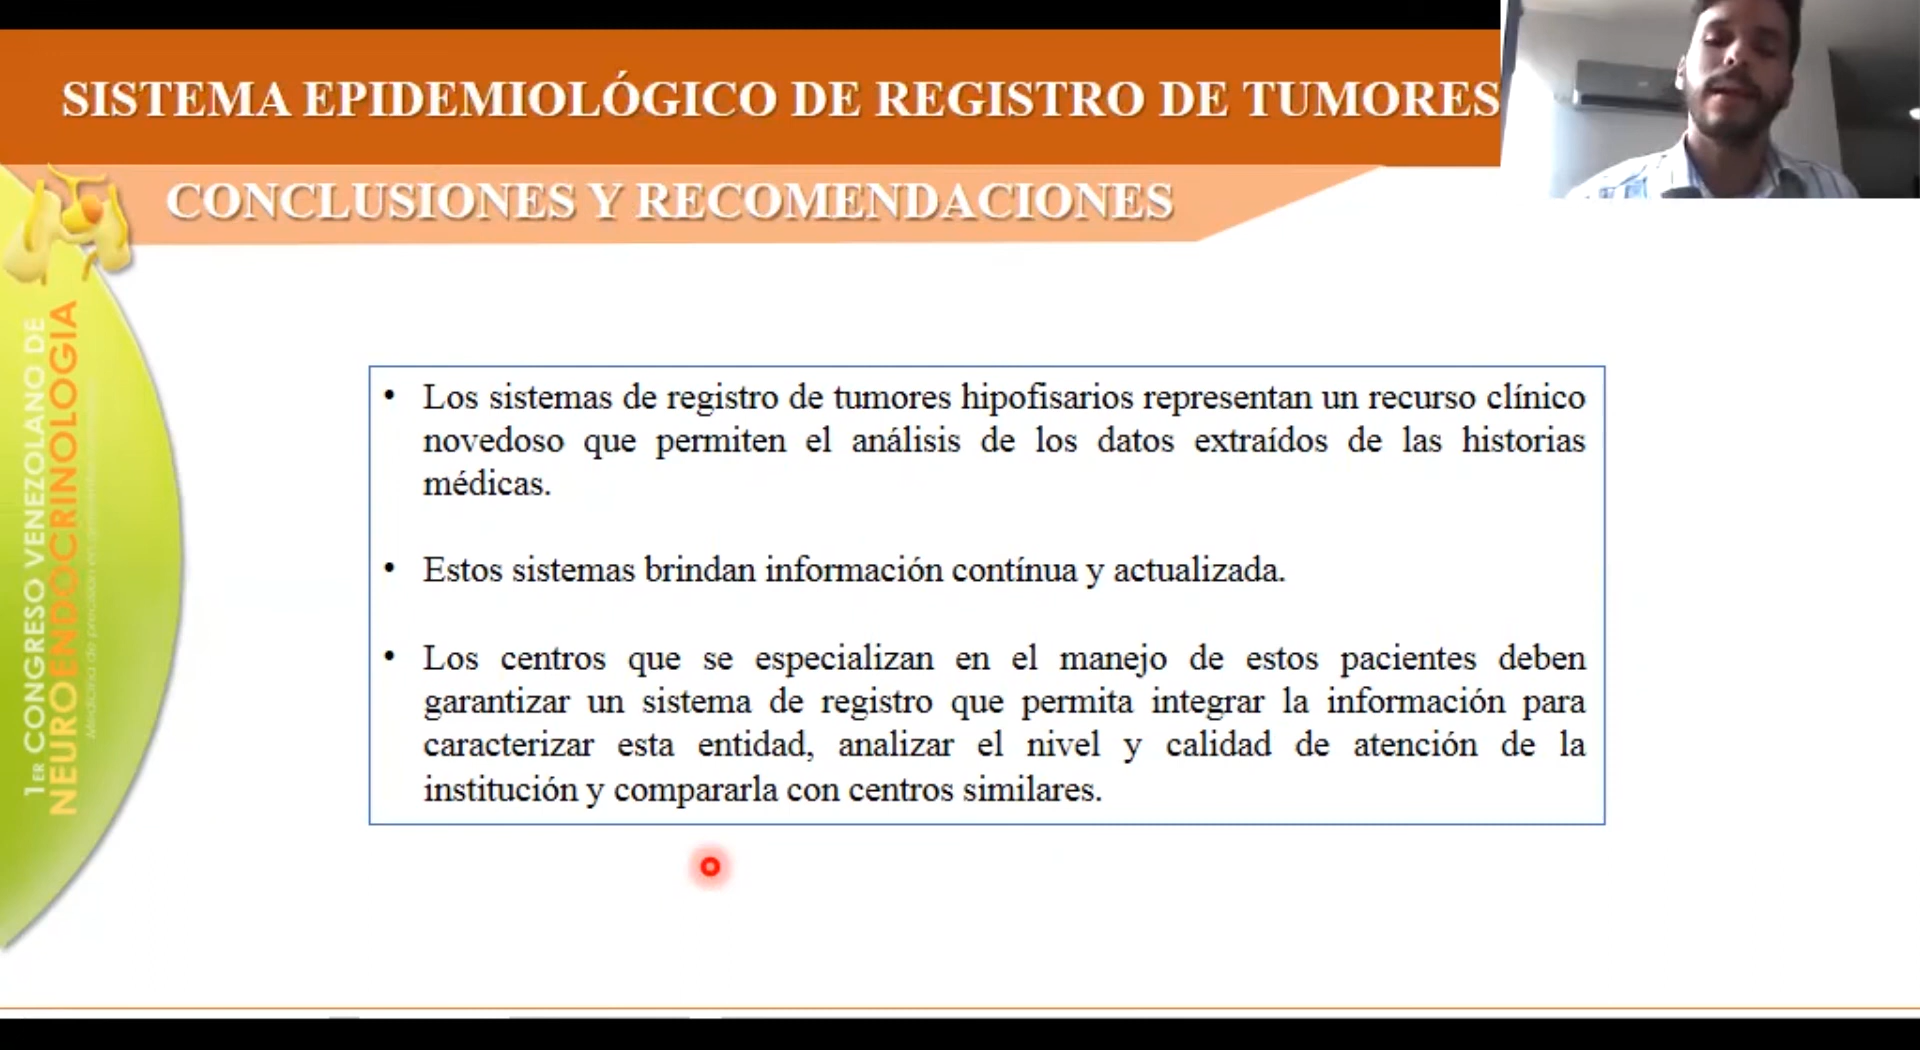 SISTEMA EPIDEMIOLÓGICO DE REGISTRO DE TUMORES
CONCLUSIONES Y RECOMENDACIONES
1ER CONGRESO VENEZOLANO DE
NEUROENDOCRINOLOGIA
Medicina de precisión en
• Los sistemas de registro de tumores hipofisarios representan un recurso clínico
novedoso que permiten el análisis de los datos extraídos de las historias
médicas.
• Estos sistemas brindan información contínua y actualizada.
• Los centros que se especializan en el manejo de estos pacientes deben
garantizar un sistema de registro que permita integrar la información para
caracterizar esta entidad, analizar el nivel y calidad de atención de la
institución y compararla con centros similares.